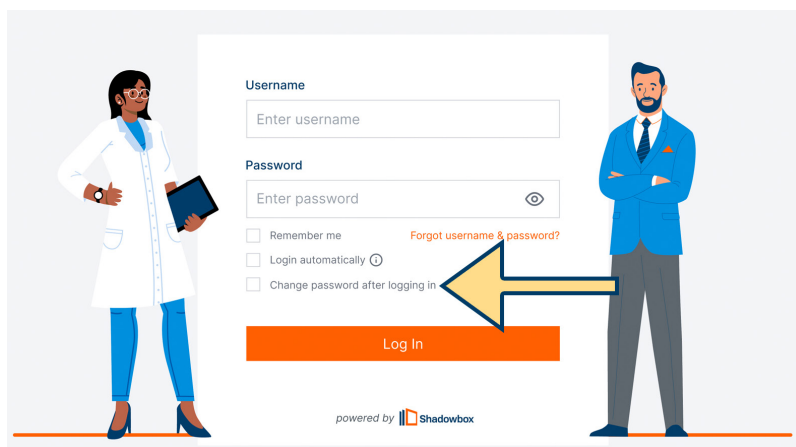 Username
Enter username
Password
Enter password
Remember me Forgot username & password?
Login automatically
Change password after logging in
Log In
powered by Shadowbox